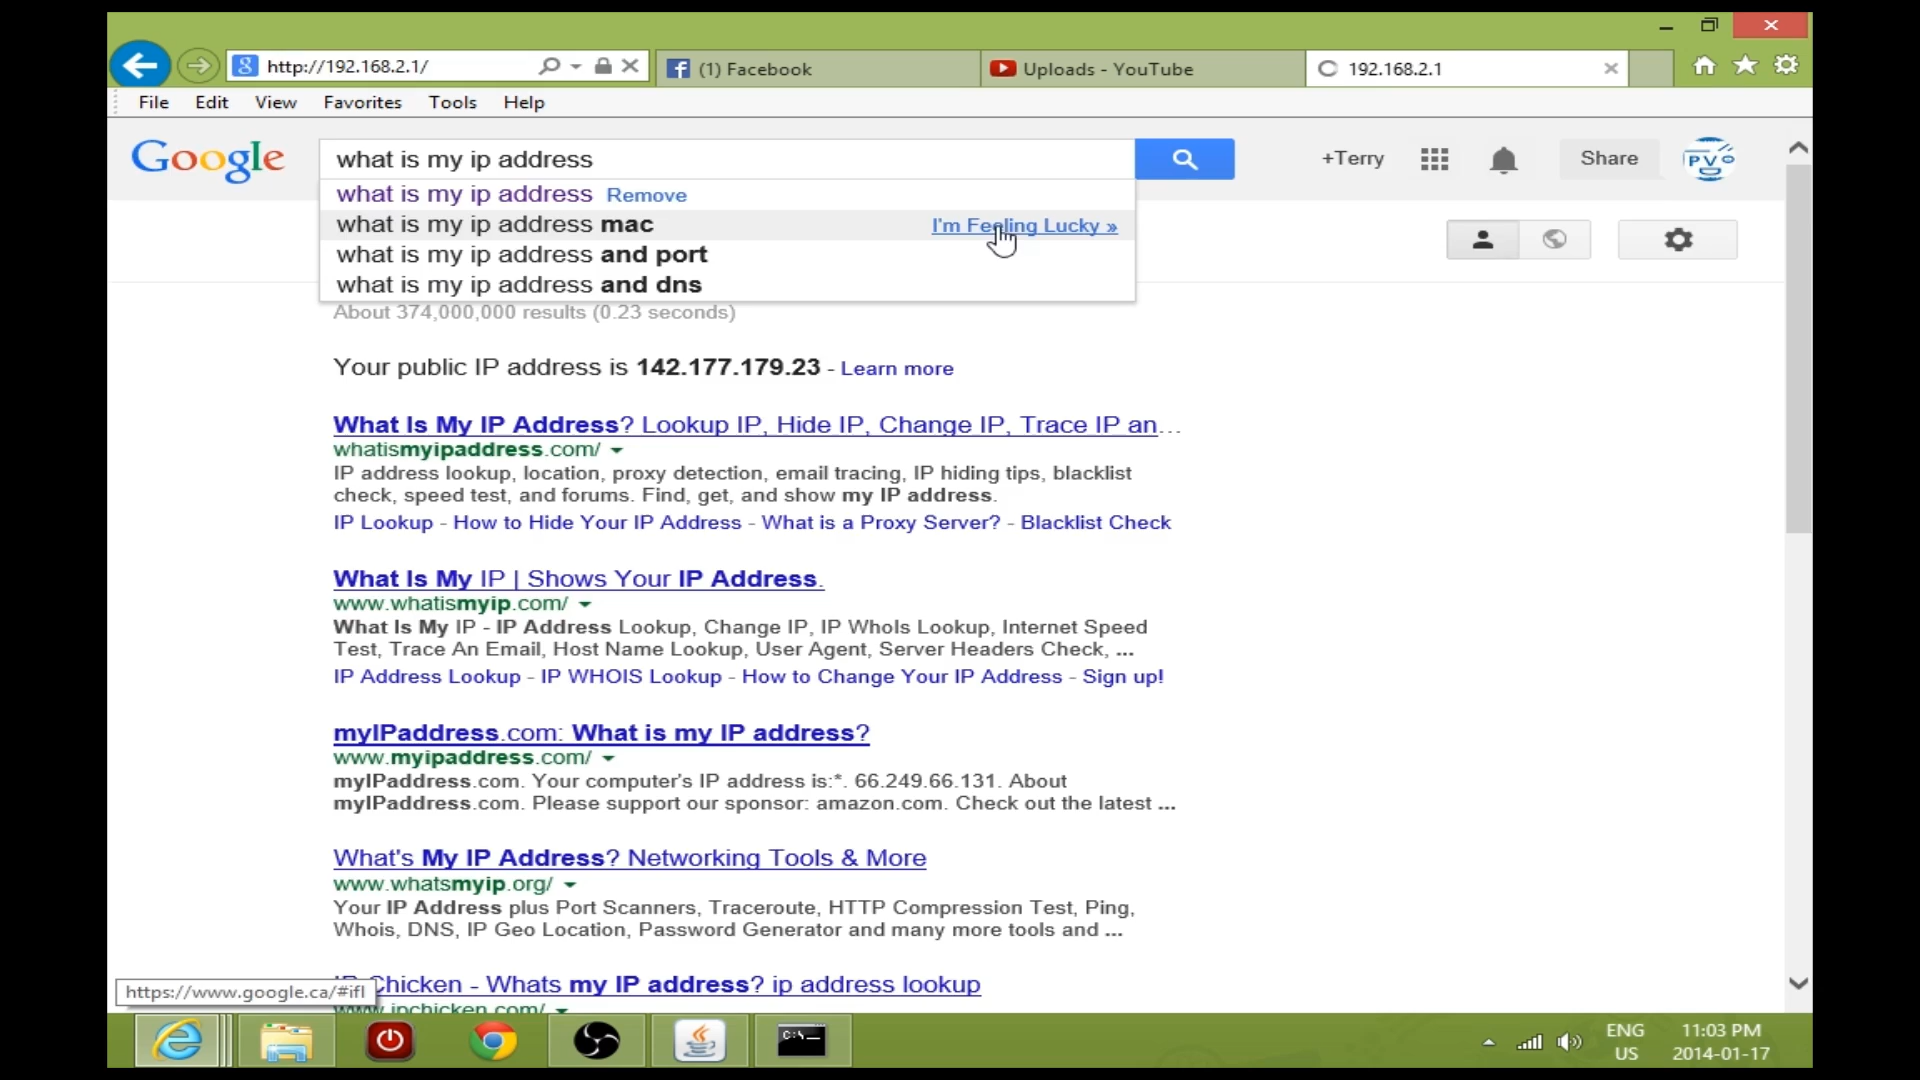 http://192.168.2.1/
(1) Facebook
Uploads - YouTube
192.168.2.1
File Edit View Favorites Tools Help
Google
what is my ip address
+Terry
Share
PV
what is my ip address Remove
what is my ip address mac
I'm Feeling Lucky »
what is my ip address and port
what is my ip address and dns
About 374,000,000 results (0.23 seconds)
Your public IP address is 142.177.179.23 - Learn more
What Is My IP Address? Lookup IP, Hide IP, Change IP, Trace IP an...
whatismyipaddress.com/
IP address lookup, location, proxy detection, email tracing, IP hiding tips, blacklist
check, speed test, and forums. Find, get, and show my IP address.
IP Lookup - How to Hide Your IP Address - What is a Proxy Server? - Blacklist Check
What Is My IP | Shows Your IP Address.
www.whatismyip.com/
What Is My IP - IP Address Lookup, Change IP, IP WhoIs Lookup, Internet Speed
Test, Trace An Email, Host Name Lookup, User Agent, Server Headers Check, ...
IP Address Lookup - IP WHOIS Lookup - How to Change Your IP Address - Sign up!
myIPaddress.com: What is my IP address?
www.myipaddress.com/
myIPaddress.com. Your computer's IP address is:*. 66.249.66.131. About
myIPaddress.com. Please support our sponsor: amazon.com. Check out the latest ...
What's My IP Address? Networking Tools & More
www.whatsmyip.org/
Your IP Address plus Port Scanners, Traceroute, HTTP Compression Test, Ping,
Whois, DNS, IP Geo Location, Password Generator and many more tools and ...
IP Chicken - Whats my IP address? ip address lookup
www.ipchicken.com/
https://www.google.ca/#ifl
ENG
US
11:03 PM
2014-01-17